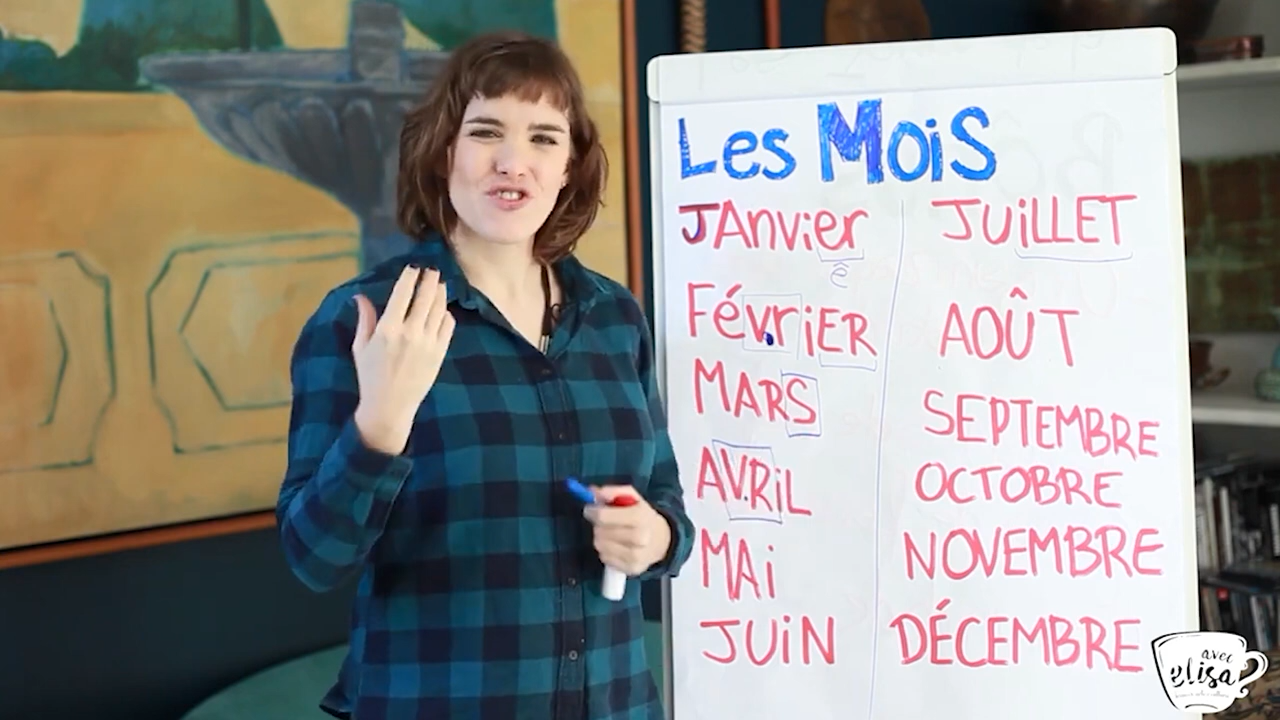 Les Mois
JAnvier
ê
FévriER
MARS
AVRiL
MAi
JUiN
JUiLLET
AOÛT
SEPTEMBRE
OCTOBRE
NOVEMBRE
DÉCEMBRE
avec
elisa